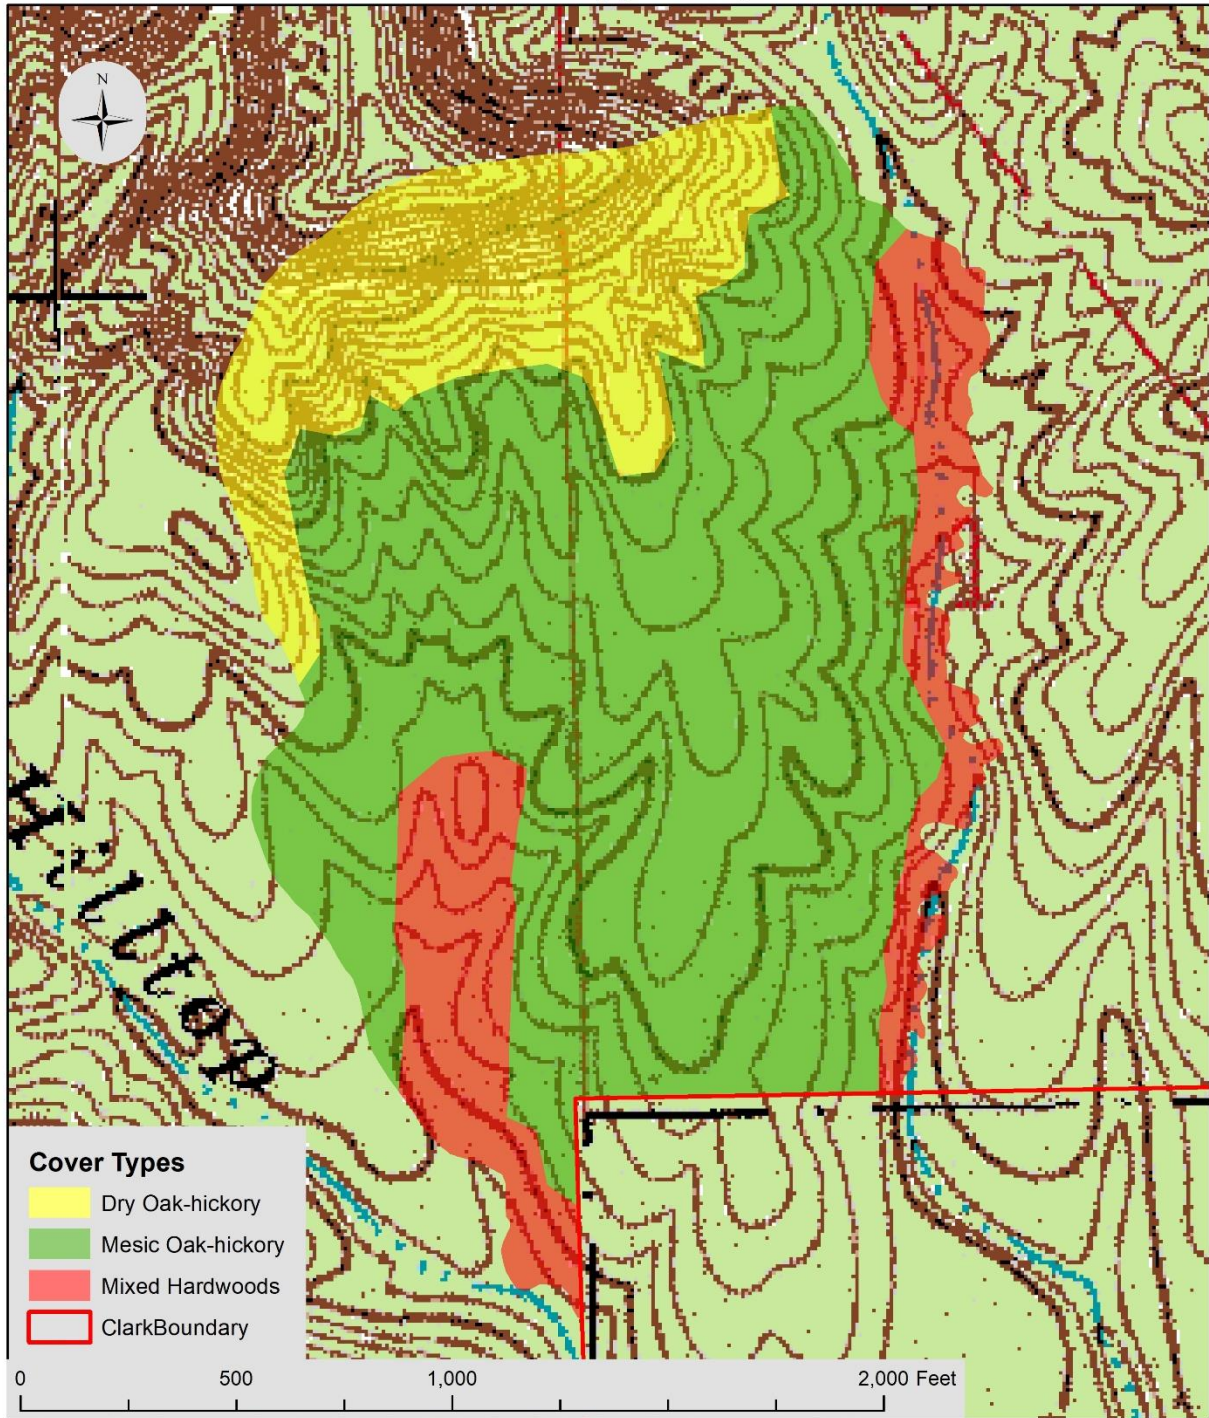 N
Hilltop
Cover Types
Dry Oak-hickory
Mesic Oak-hickory
Mixed Hardwoods
ClarkBoundary
0 500 1,000 2,000 Feet